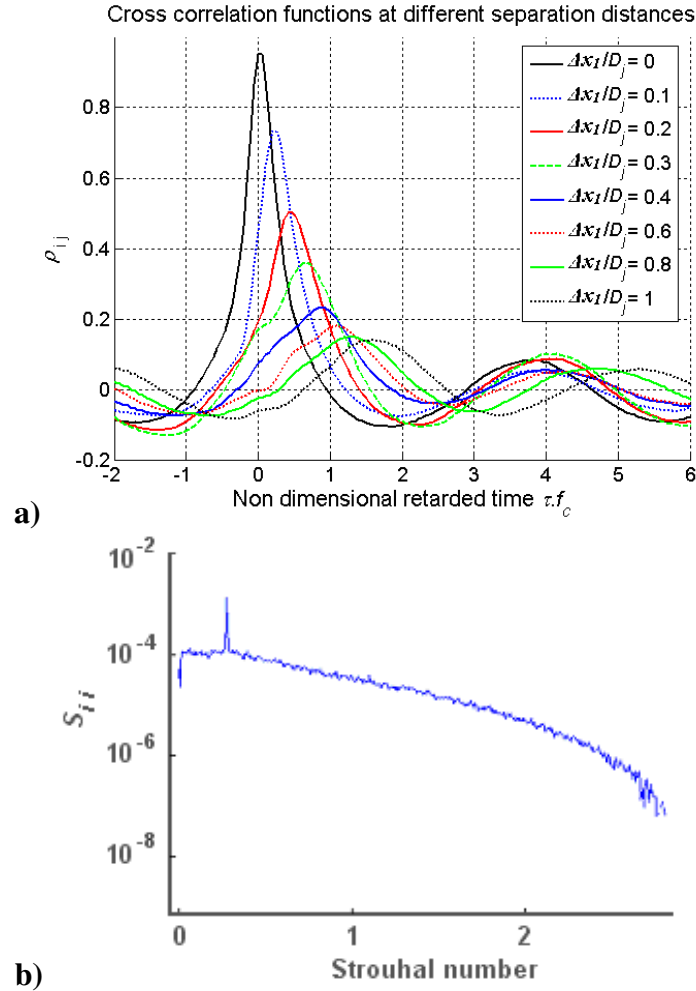 Cross correlation functions at different separation distances
Δx₁/Dⱼ= 0
Δx₁/Dⱼ= 0.1
Δx₁/Dⱼ= 0.2
Δx₁/Dⱼ= 0.3
Δx₁/Dⱼ= 0.4
Δx₁/Dⱼ= 0.6
Δx₁/Dⱼ= 0.8
Δx₁/Dⱼ= 1
0.8
0.6
0.4
0.2
0
-0.2
ρ i j
-2 -1 0 1 2 3 4 5 6
Non dimensional retarded time τ.f_c
a)
10⁻²
10⁻⁴
10⁻⁶
10⁻⁸
S i i
0 1 2
Strouhal number
b)